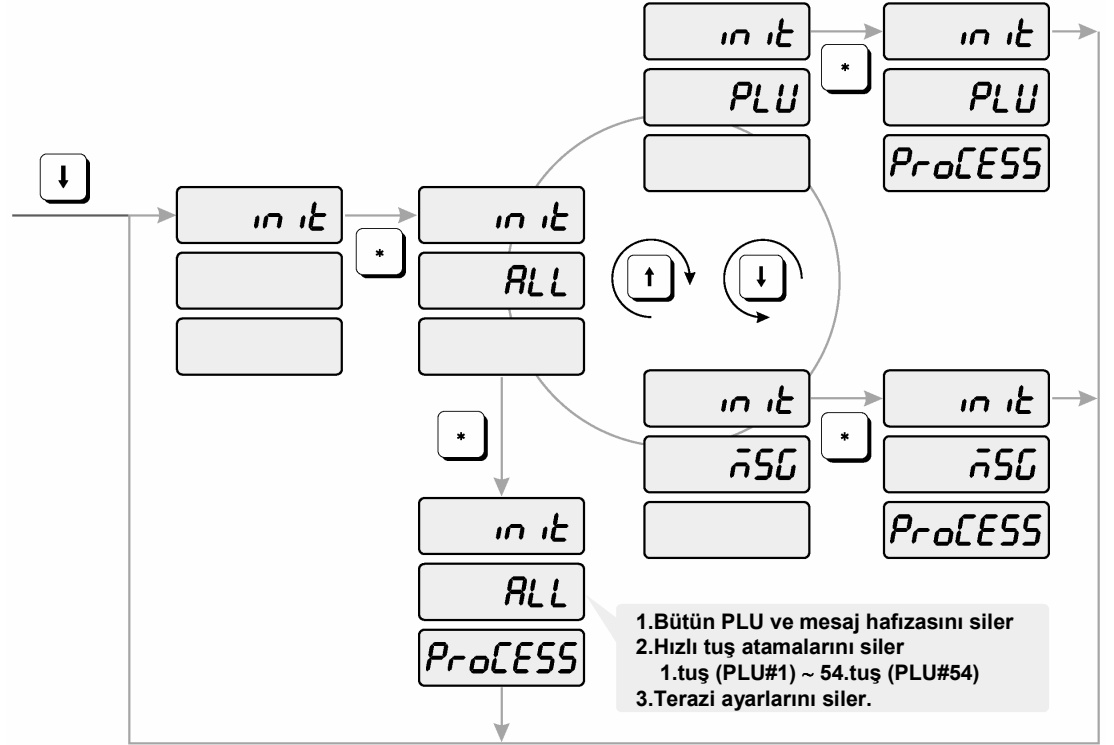 init
PLU
*
init
PLU
ProCESS
↓
init
*
init
ALL
↑
↓
init
MSG
*
init
MSG
ProCESS
*
init
ALL
ProCESS
1.Bütün PLU ve mesaj hafızasını siler
2.Hızlı tuş atamalarını siler
1.tuş (PLU#1) ~ 54.tuş (PLU#54)
3.Terazi ayarlarını siler.